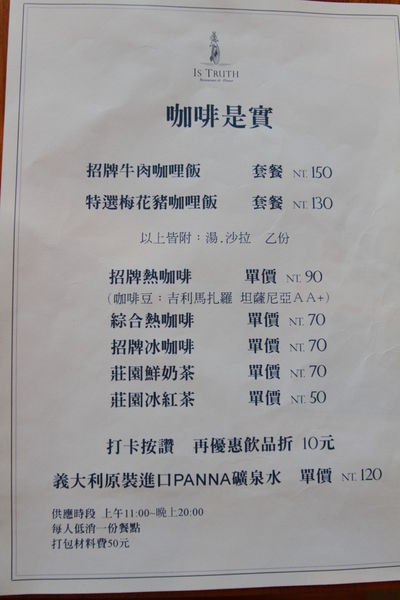 IS TRUTH
咖啡是實
招牌牛肉咖哩飯 套餐 NT. 150
特選梅花豬咖哩飯 套餐 NT. 130
以上皆附：湯.沙拉 乙份
招牌熱咖啡 單價 NT. 90
(咖啡豆：吉利馬扎羅 坦薩尼亞AA+)
綜合熱咖啡 單價 NT. 70
招牌冰咖啡 單價 NT. 70
莊園鮮奶茶 單價 NT. 70
莊園冰紅茶 單價 NT. 50
打卡按讚 再優惠飲品折 10元
義大利原裝進口PANNA礦泉水 單價 NT. 120
供應時段 上午11:00~晚上20:00
每人低消一份餐點
打包材料費50元